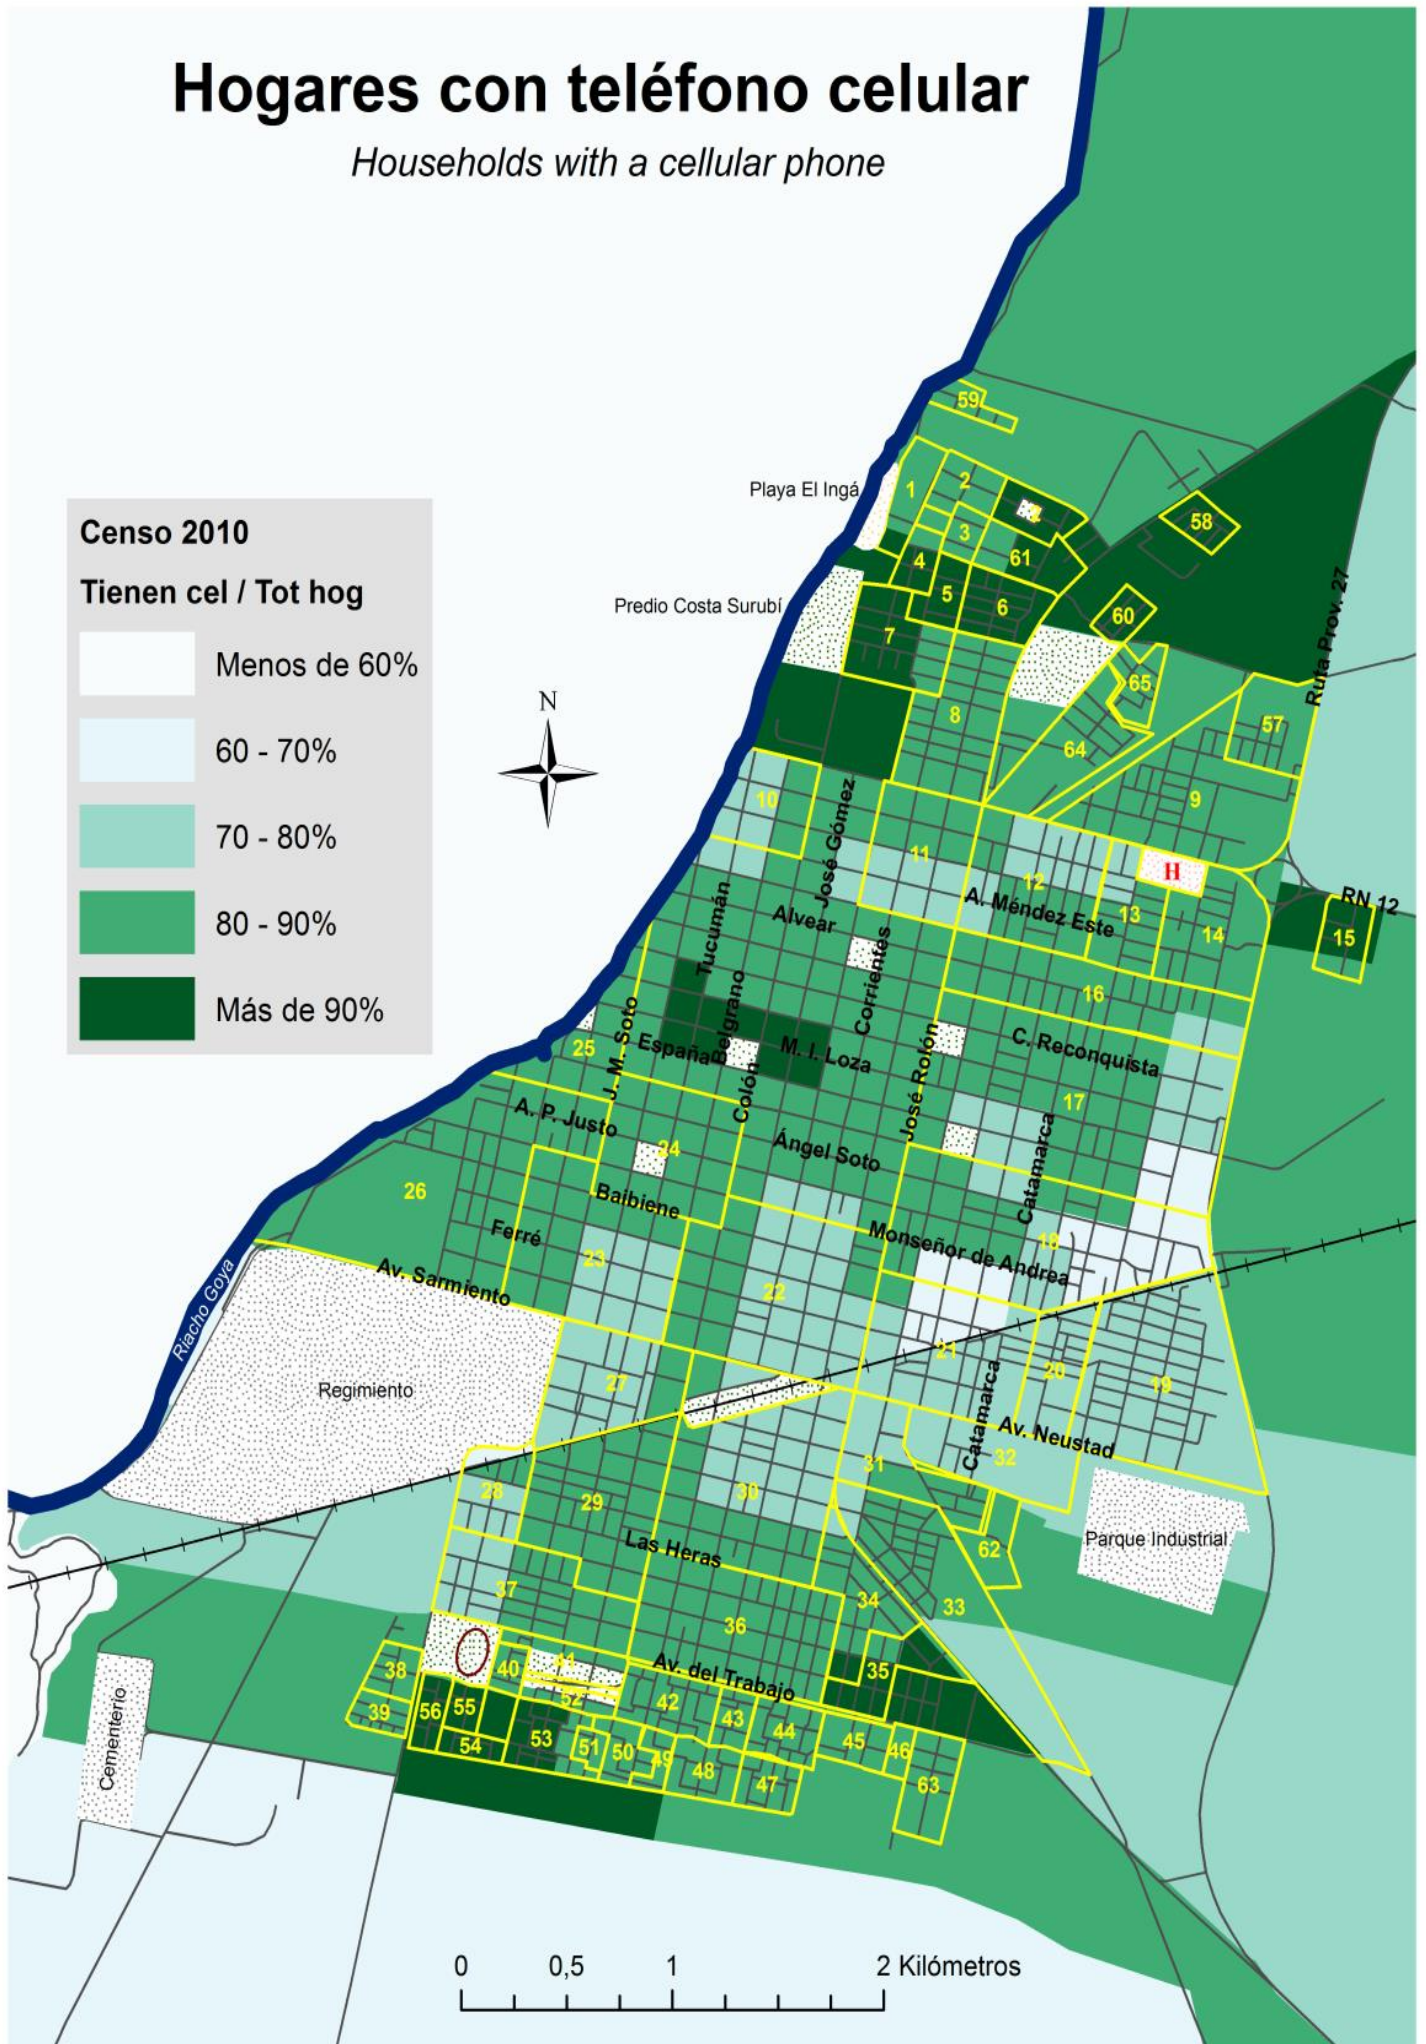 Hogares con teléfono celular
Households with a cellular phone
Censo 2010
Tienen cel / Tot hog
Menos de 60%
60 - 70%
70 - 80%
80 - 90%
Más de 90%
N
59
Playa El Ingá
1
2
3
61
58
4
5
6
60
Predio Costa Surubí
7
Ruta Prov. 27
65
8
57
64
10
9
José Gómez
11
12
H
A. Méndez Este
13
14
RN 12
15
Tucumán
Alvear
Corrientes
Belgrano
16
J. M. Soto
25
España
M. I. Loza
José Rolón
C. Reconquista
Colón
17
A. P. Justo
24
Ángel Soto
Catamarca
26
Baibiene
Ferré
23
Monseñor de Andrea
18
Riacho Goya
Av. Sarmiento
22
Regimiento
27
21
20
19
Catamarca
Av. Neustad
28
29
30
31
32
Las Heras
62
Parque Industrial
37
34
33
36
38
40
41
Av. del Trabajo
35
39
56
55
52
42
43
44
45
46
Cementerio
54
53
51
50
49
48
47
63
0
0,5
1
2 Kilómetros